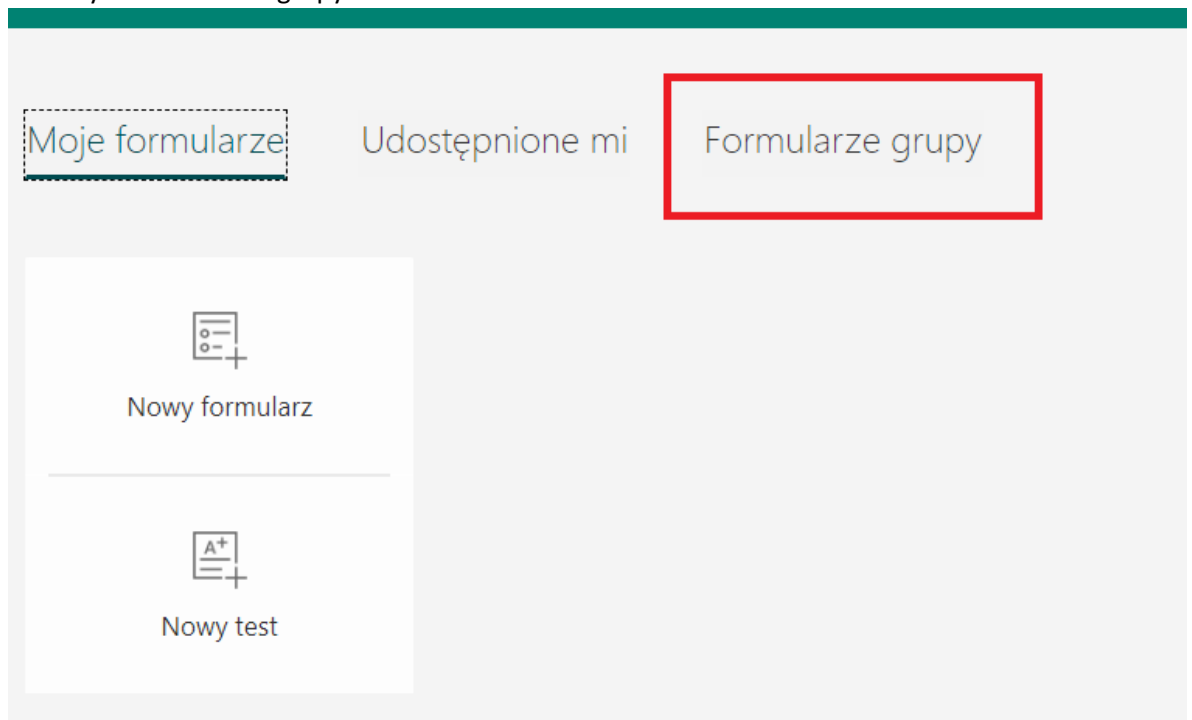 Moje formularze
Udostępnione mi
Formularze grupy
Nowy formularz
A+
Nowy test